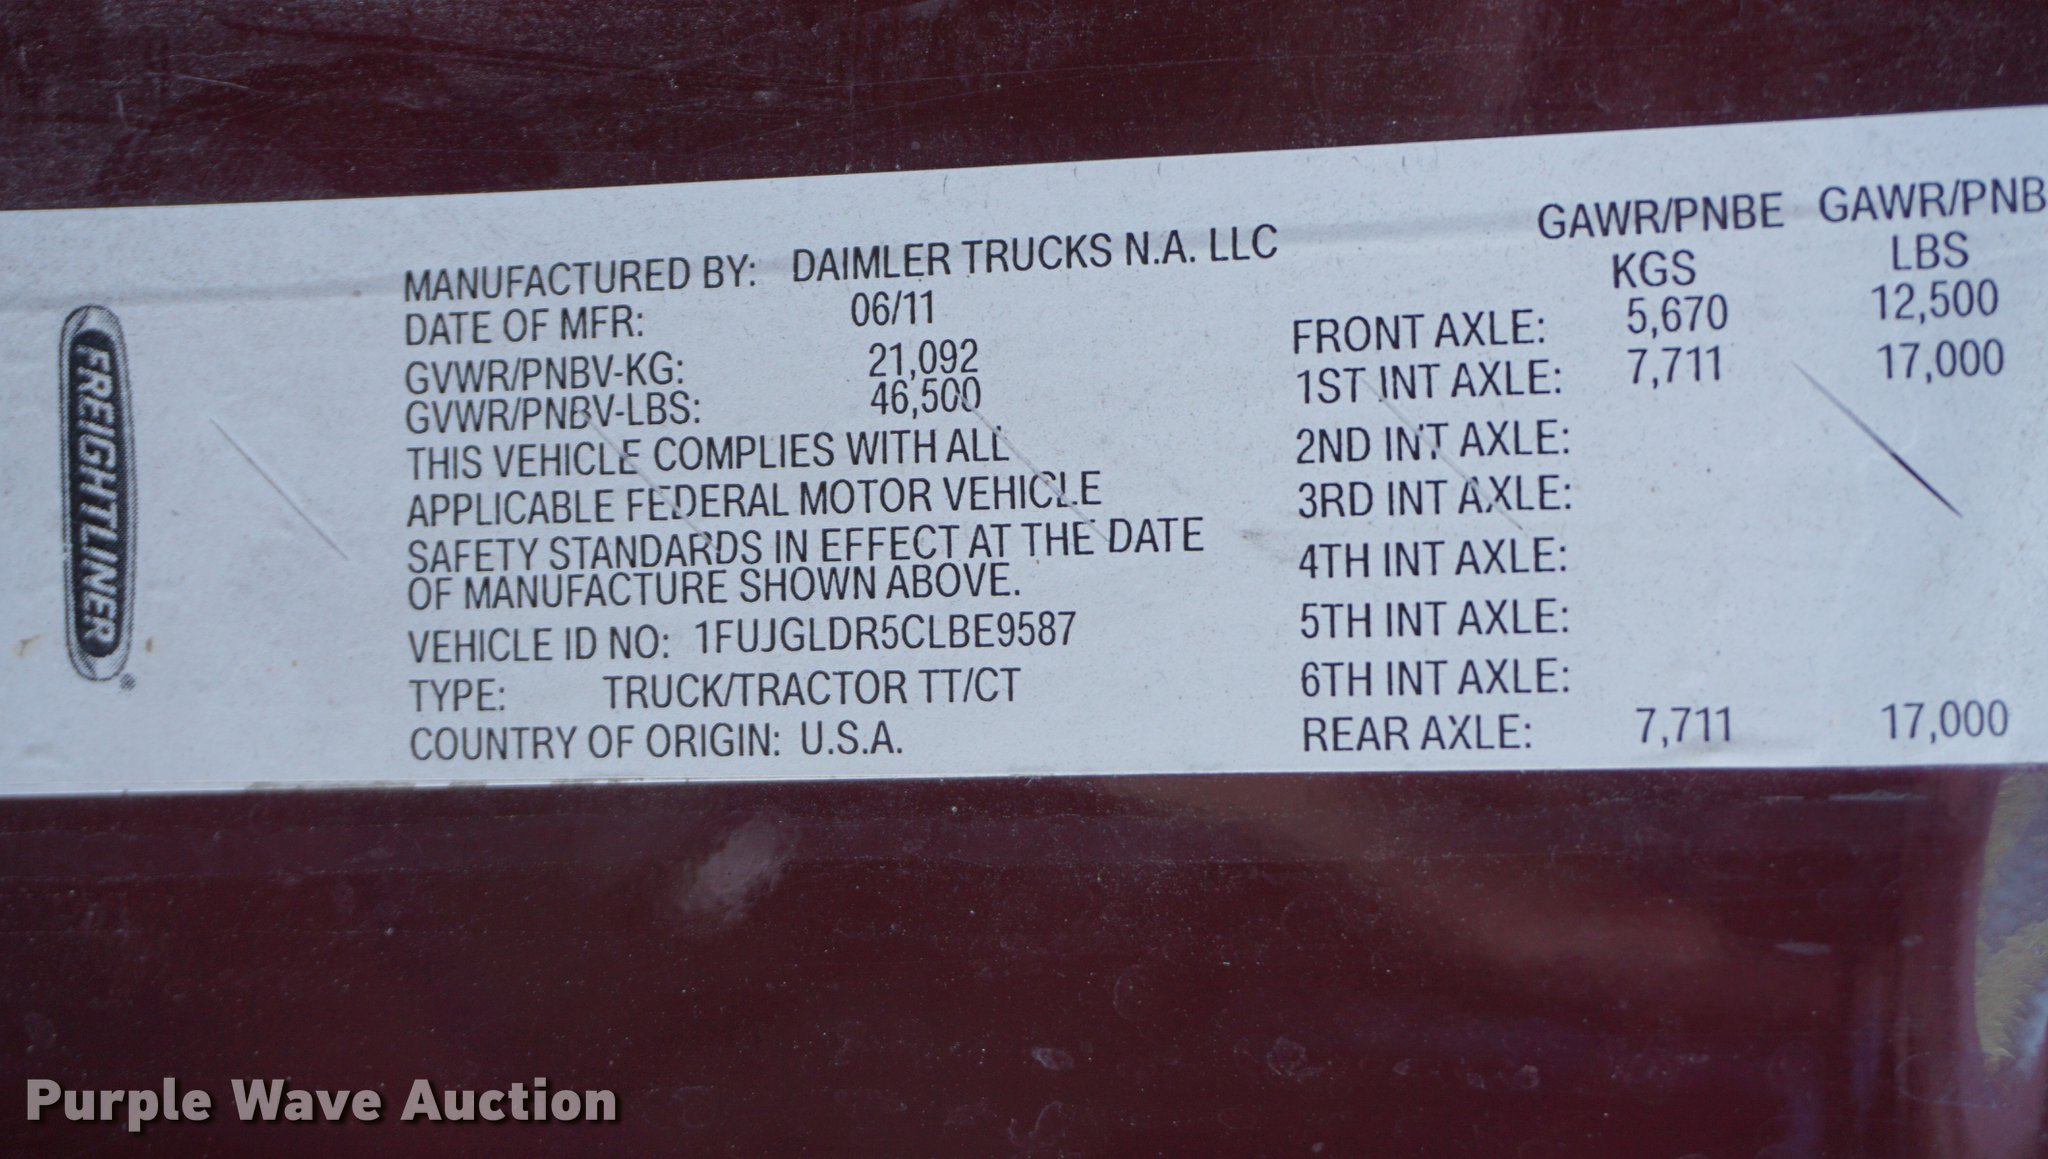 FREIGHTLINER®
MANUFACTURED BY: DAIMLER TRUCKS N.A. LLC
DATE OF MFR: 06/11
GVWR/PNBV-KG: 21,092
GVWR/PNBV-LBS: 46,500
THIS VEHICLE COMPLIES WITH ALL
APPLICABLE FEDERAL MOTOR VEHICLE
SAFETY STANDARDS IN EFFECT AT THE DATE
OF MANUFACTURE SHOWN ABOVE.
VEHICLE ID NO: 1FUJGLDR5CLBE9587
TYPE: TRUCK/TRACTOR TT/CT
COUNTRY OF ORIGIN: U.S.A.
GAWR/PNBE GAWR/PNB
KGS LBS
FRONT AXLE: 5,670 12,500
1ST INT AXLE: 7,711 17,000
2ND INT AXLE:
3RD INT AXLE:
4TH INT AXLE:
5TH INT AXLE:
6TH INT AXLE:
REAR AXLE: 7,711 17,000
Purple Wave Auction